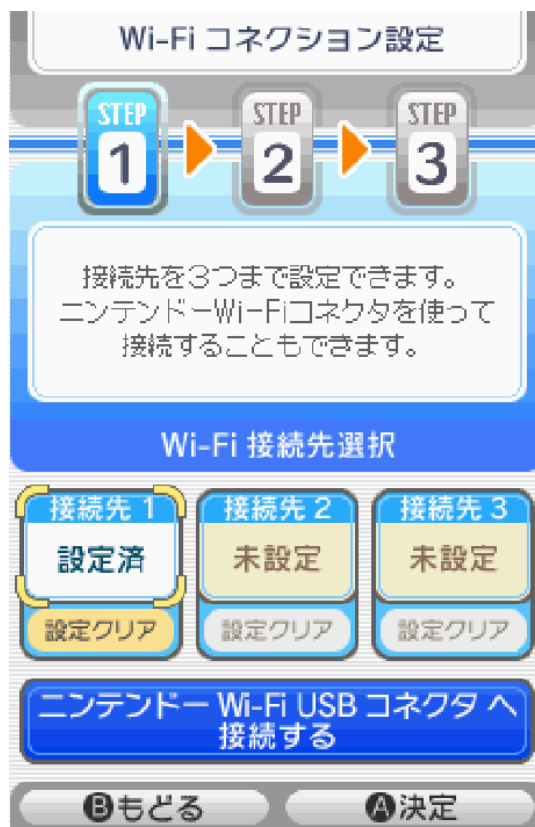 Wi-Fi コネクション設定
STEP STEP STEP
1 2 3
接続先を3つまで設定できます。
ニンテンドーWi-Fiコネクタを使って
接続することもできます。
Wi-Fi 接続先選択
接続先 1 接続先 2 接続先 3
設定済 未設定 未設定
設定クリア 設定クリア 設定クリア
ニンテンドー Wi-Fi USB コネクタ へ
接続する
Bもどる A決定